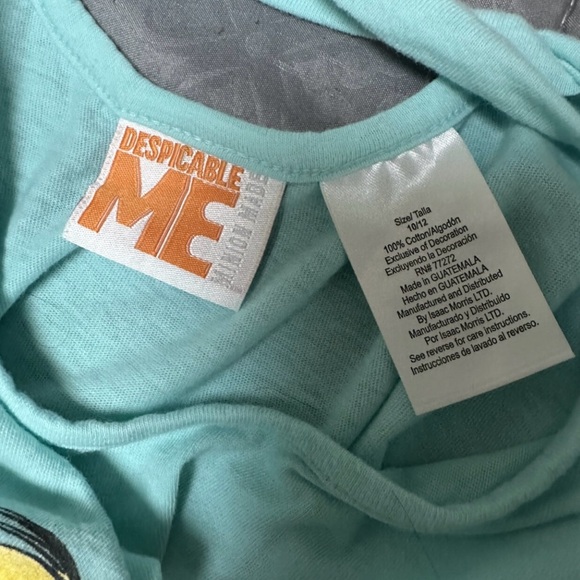 DESPICABLE
ME
MINION MADE
Size/Talla
10/12
100% Cotton/Algodón
Exclusive of Decoration
Excluyendo la Decoración
RN# 77272
Made in GUATEMALA
Hecho en GUATEMALA
Manufactured and Distributed
By Isaac Morris LTD.
Manufacturado y Distribuido
Por Isaac Morris LTD.
See reverse for care instructions.
Instrucciones de lavado al reverso.